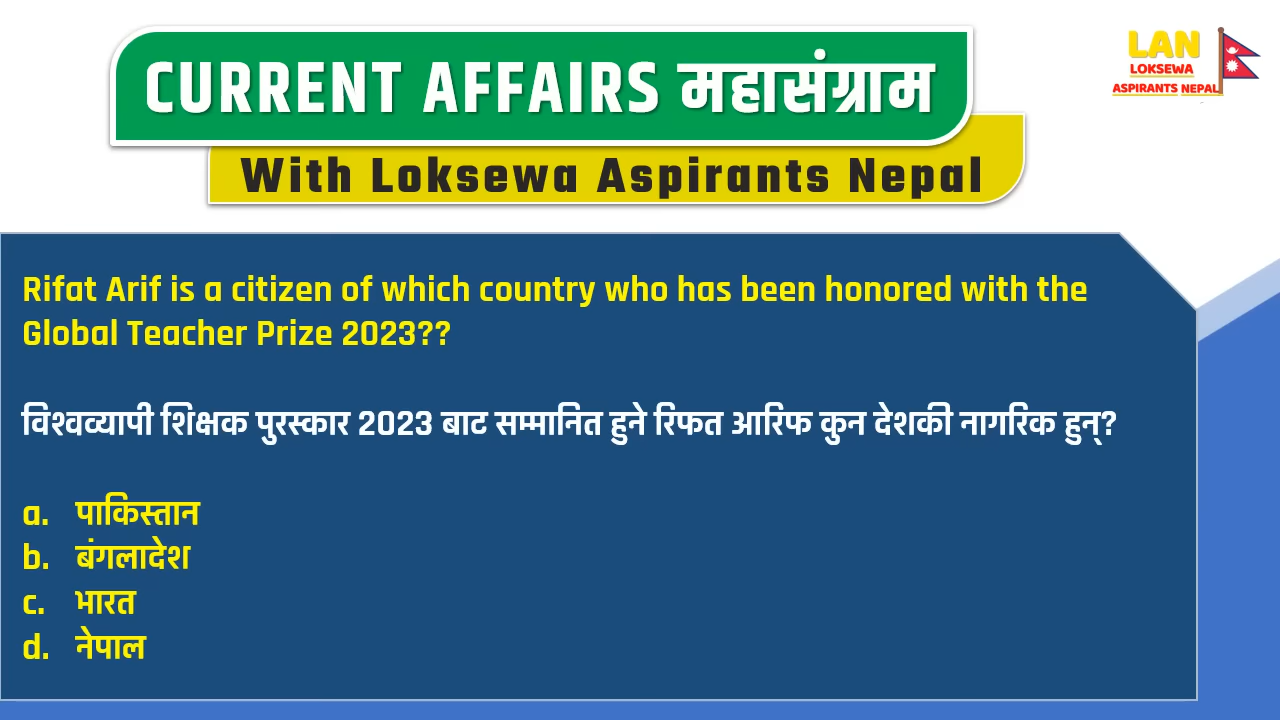 CURRENT AFFAIRS महासंग्राम
With Loksewa Aspirants Nepal
LAN
LOKSEWA
ASPIRANTS NEPAL
Rifat Arif is a citizen of which country who has been honored with the
Global Teacher Prize 2023??
विश्वव्यापी शिक्षक पुरस्कार 2023 बाट सम्मानित हुने रिफत आरिफ कुन देशकी नागरिक हुन्?
a. पाकिस्तान
b. बंगलादेश
c. भारत
d. नेपाल